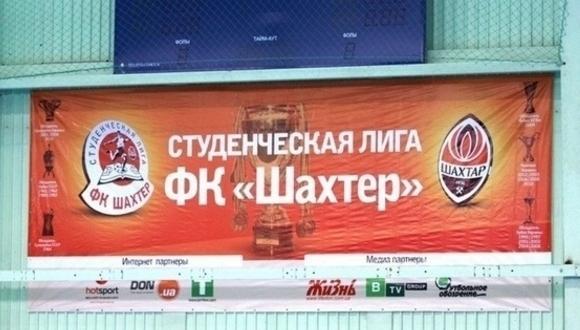 ФОЛЫ
ТАЙМ-АУТ
ФОЛЫ
СТУДЕНЧЕСКАЯ ЛИГА
ФК ШАХТЕР
СТУДЕНЧЕСКАЯ ЛИГА
ФК «Шахтер»
ШАХТАР
Интернет партнеры
Медиа партнеры
hotsport
DON
.ua
T
Жизнь
B
TV
GROUP
Футбольное
обозрение